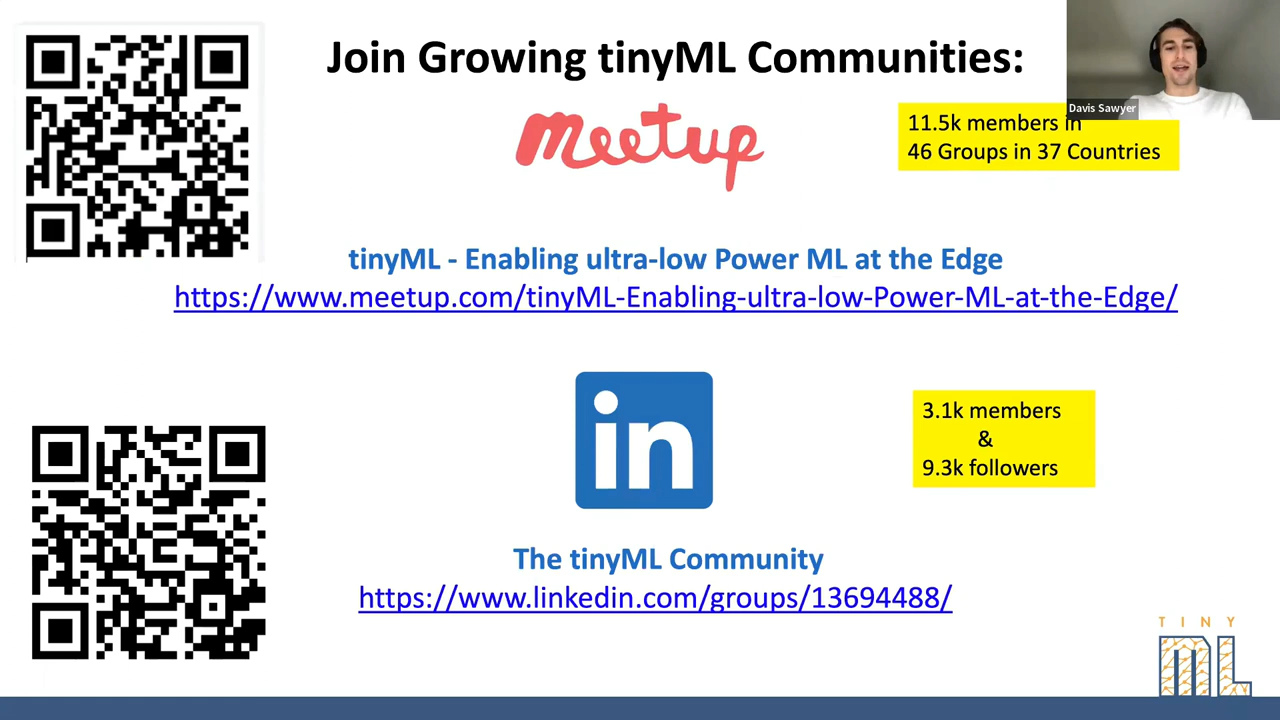 Join Growing tinyML Communities:
Davis Sawyer
meetup
11.5k members in
46 Groups in 37 Countries
tinyML - Enabling ultra-low Power ML at the Edge
https://www.meetup.com/tinyML-Enabling-ultra-low-Power-ML-at-the-Edge/
in
3.1k members
&
9.3k followers
The tinyML Community
https://www.linkedin.com/groups/13694488/
TINY
ML